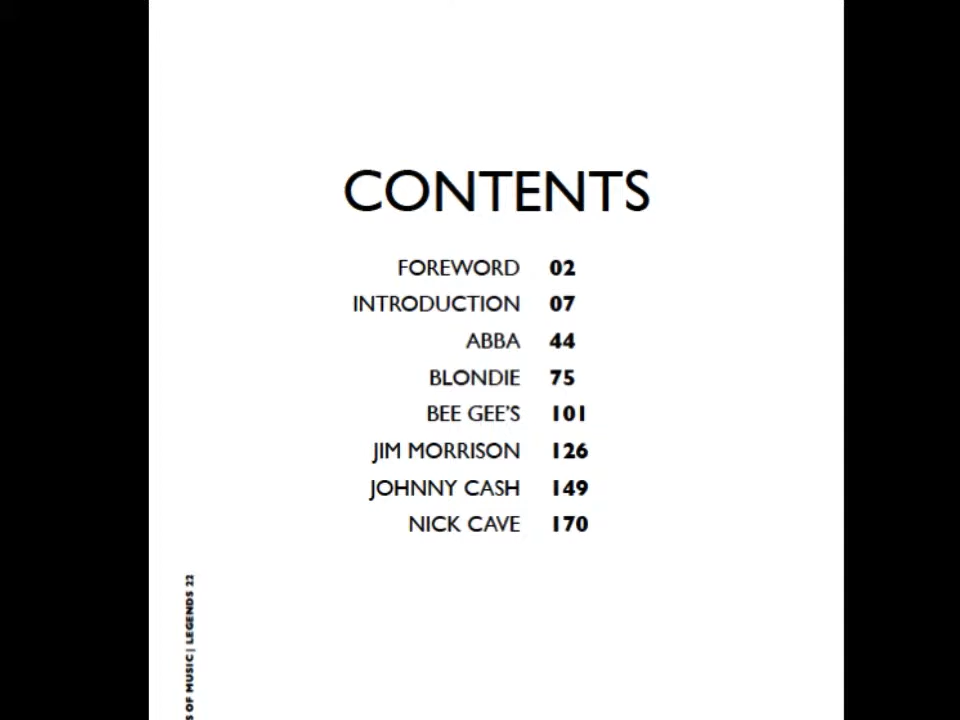 CONTENTS
FOREWORD 02
INTRODUCTION 07
ABBA 44
BLONDIE 75
BEE GEE'S 101
JIM MORRISON 126
JOHNNY CASH 149
NICK CAVE 170
OF MUSIC | LEGENDS 22